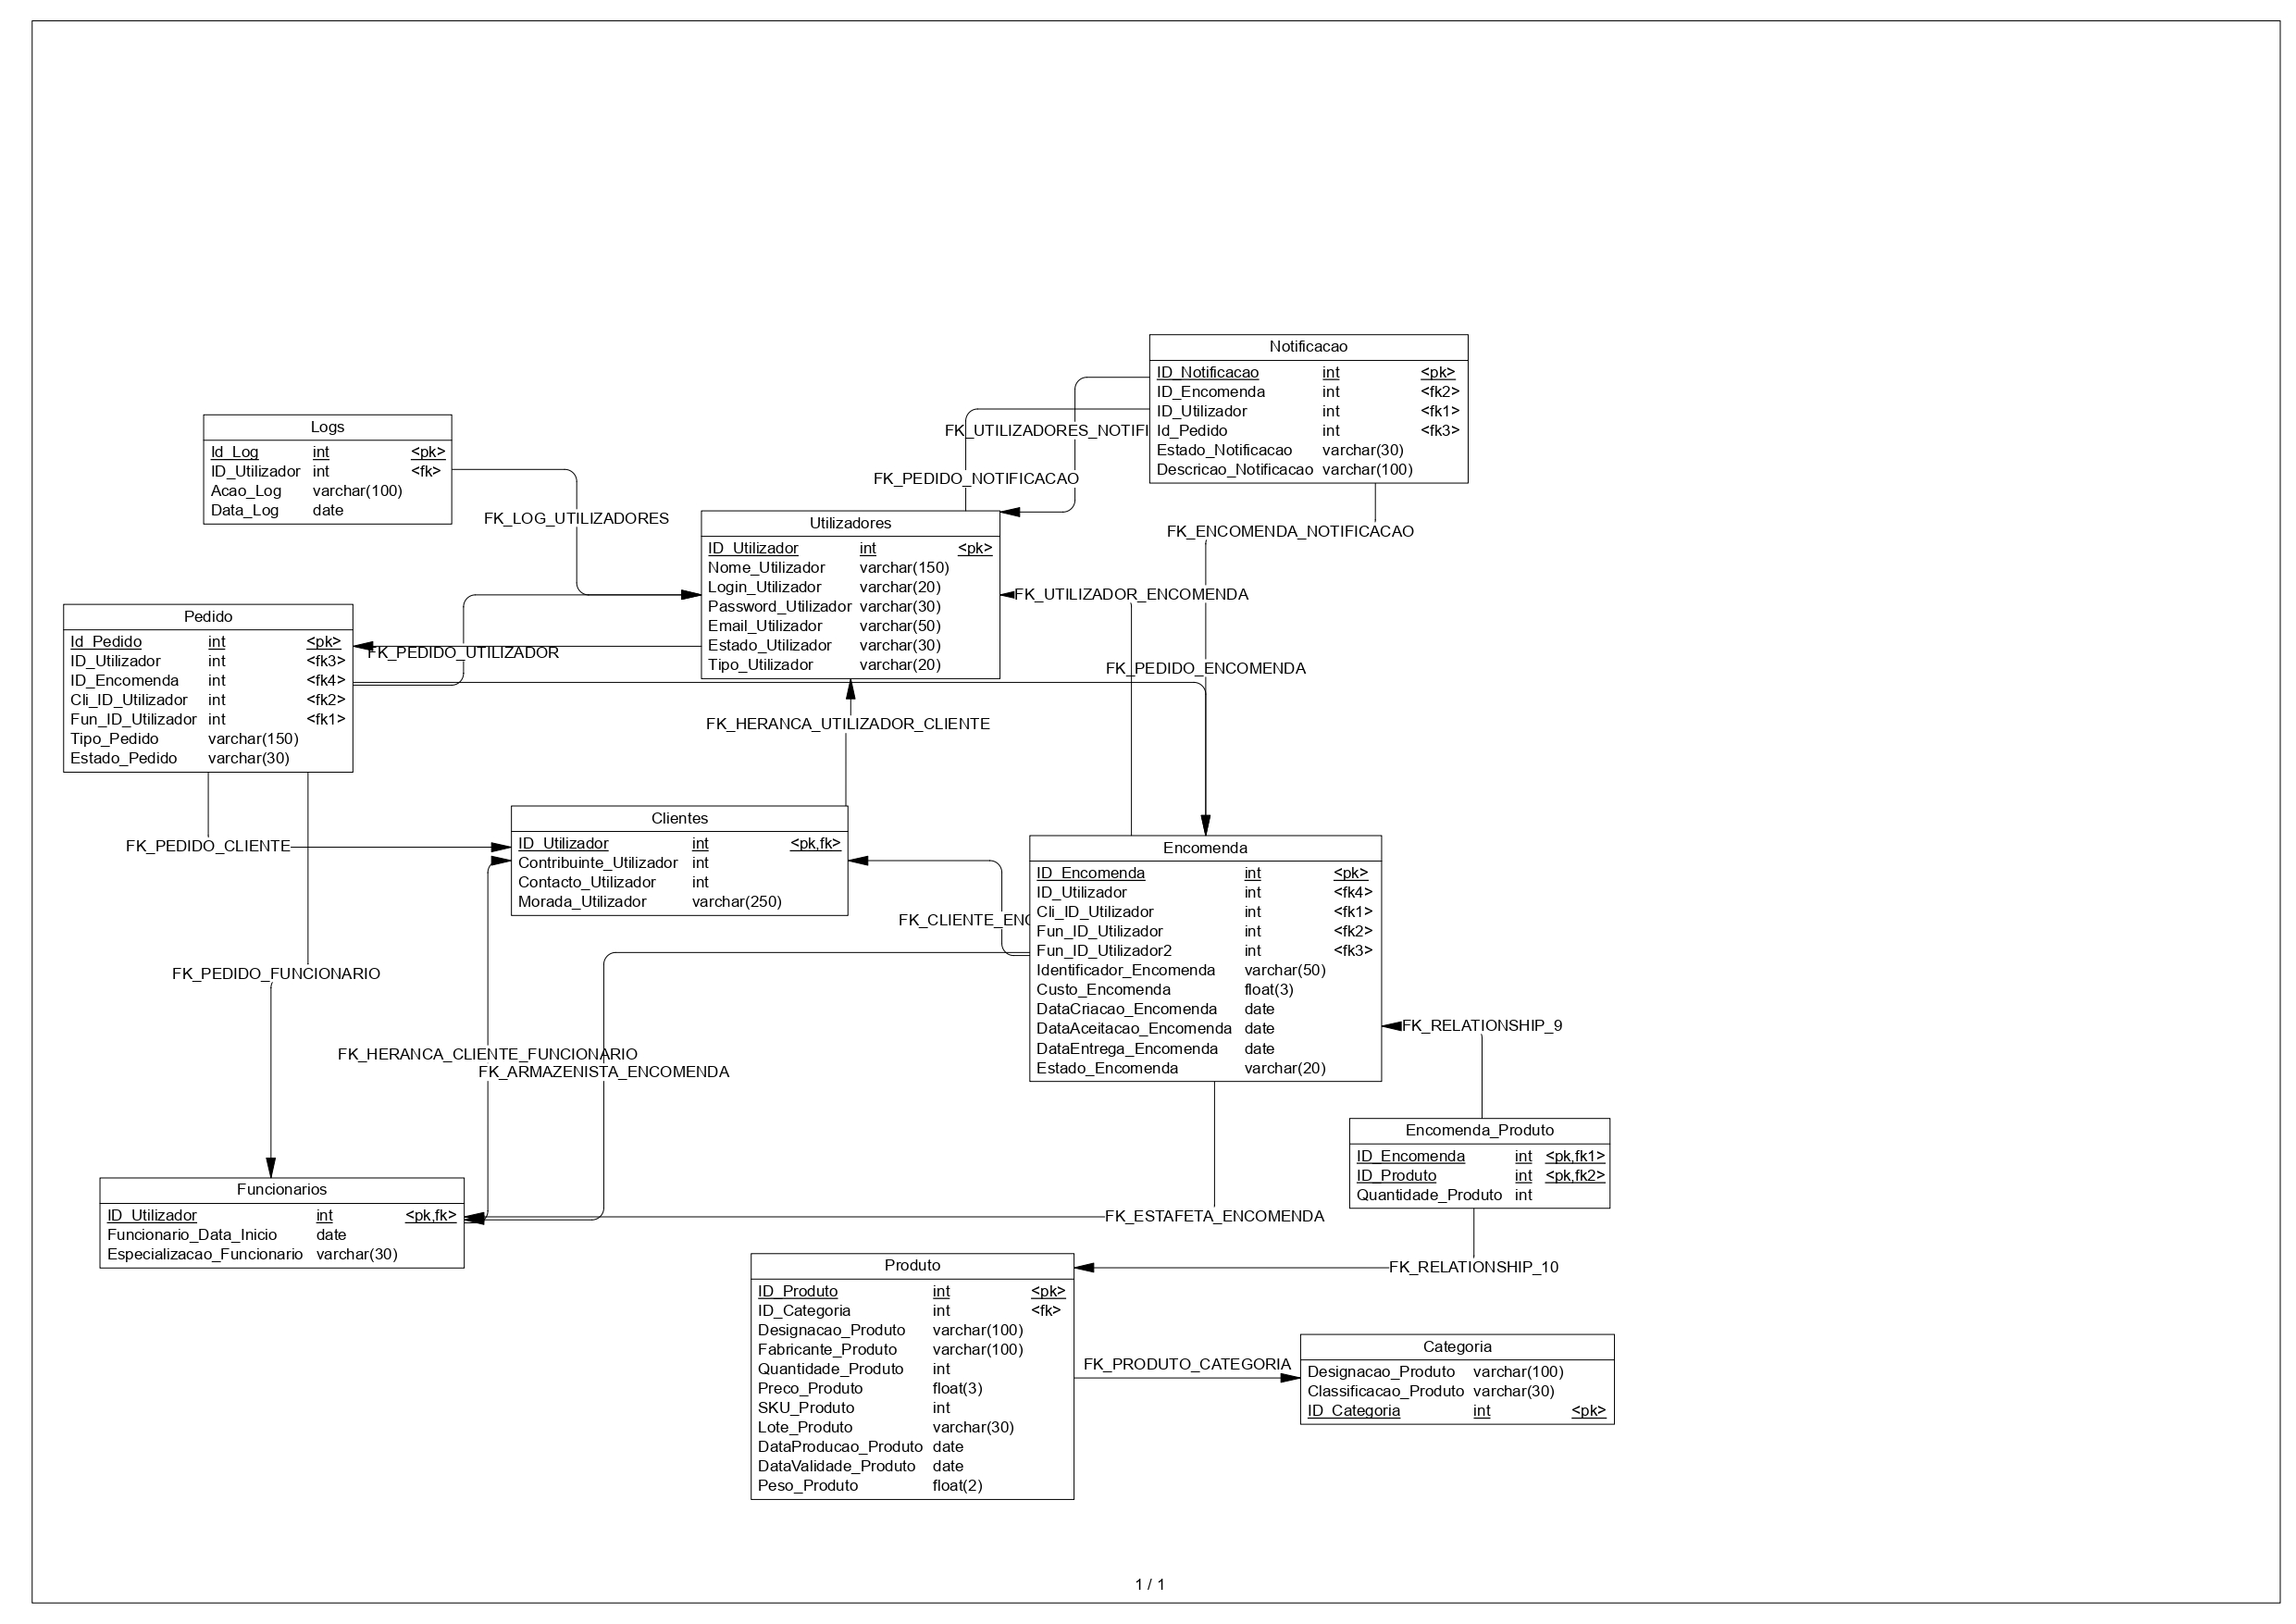 Notificacao
ID_Notificacao int <pk>
ID_Encomenda int <fk2>
ID_Utilizador int <fk1>
Id_Pedido int <fk3>
Estado_Notificacao varchar(30)
Descricao_Notificacao varchar(100)
Logs
Id_Log int <pk>
ID_Utilizador int <fk>
Acao_Log varchar(100)
Data_Log date
FK_UTILIZADORES_NOTIFI
FK_PEDIDO_NOTIFICACAO
FK_LOG_UTILIZADORES
FK_ENCOMENDA_NOTIFICACAO
Utilizadores
ID_Utilizador int <pk>
Nome_Utilizador varchar(150)
Login_Utilizador varchar(20)
Password_Utilizador varchar(30)
Email_Utilizador varchar(50)
Estado_Utilizador varchar(30)
Tipo_Utilizador varchar(20)
FK_UTILIZADOR_ENCOMENDA
Pedido
Id_Pedido int <pk>
ID_Utilizador int <fk3>
ID_Encomenda int <fk4>
Cli_ID_Utilizador int <fk2>
Fun_ID_Utilizador int <fk1>
Tipo_Pedido varchar(150)
Estado_Pedido varchar(30)
FK_PEDIDO_UTILIZADOR
FK_PEDIDO_ENCOMENDA
FK_HERANCA_UTILIZADOR_CLIENTE
Clientes
ID_Utilizador int <pk,fk>
Contribuinte_Utilizador int
Contacto_Utilizador int
Morada_Utilizador varchar(250)
FK_PEDIDO_CLIENTE
Encomenda
ID_Encomenda int <pk>
ID_Utilizador int <fk4>
Cli_ID_Utilizador int <fk1>
Fun_ID_Utilizador int <fk2>
Fun_ID_Utilizador2 int <fk3>
Identificador_Encomenda varchar(50)
Custo_Encomenda float(3)
DataCriacao_Encomenda date
DataAceitacao_Encomenda date
DataEntrega_Encomenda date
Estado_Encomenda varchar(20)
FK_CLIENTE_ENC
FK_PEDIDO_FUNCIONARIO
FK_RELATIONSHIP_9
FK_HERANCA_CLIENTE_FUNCIONARIO
FK_ARMAZENISTA_ENCOMENDA
Encomenda_Produto
ID_Encomenda int <pk,fk1>
ID_Produto int <pk,fk2>
Quantidade_Produto int
Funcionarios
ID_Utilizador int <pk,fk>
Funcionario_Data_Inicio date
Especializacao_Funcionario varchar(30)
FK_ESTAFETA_ENCOMENDA
FK_RELATIONSHIP_10
Produto
ID_Produto int <pk>
ID_Categoria int <fk>
Designacao_Produto varchar(100)
Fabricante_Produto varchar(100)
Quantidade_Produto int
Preco_Produto float(3)
SKU_Produto int
Lote_Produto varchar(30)
DataProducao_Produto date
DataValidade_Produto date
Peso_Produto float(2)
FK_PRODUTO_CATEGORIA
Categoria
Designacao_Produto varchar(100)
Classificacao_Produto varchar(30)
ID_Categoria int <pk>
1 / 1